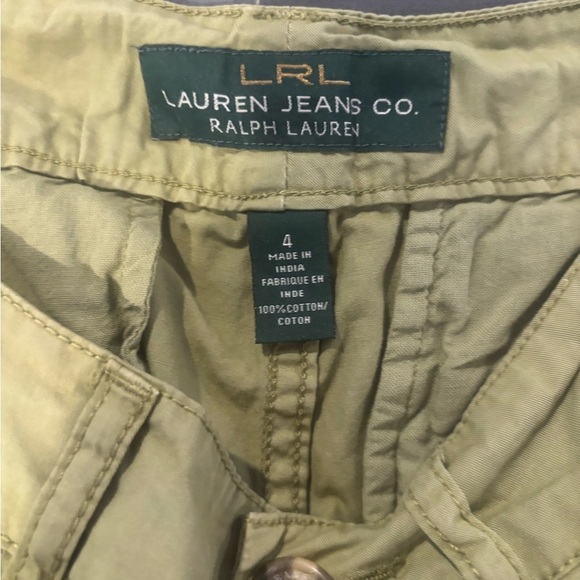 LRL
LAUREN JEANS CO.
RALPH LAUREN
4
MADE IN
INDIA
FABRIQUE EN
INDE
100% COTTON/
COTON